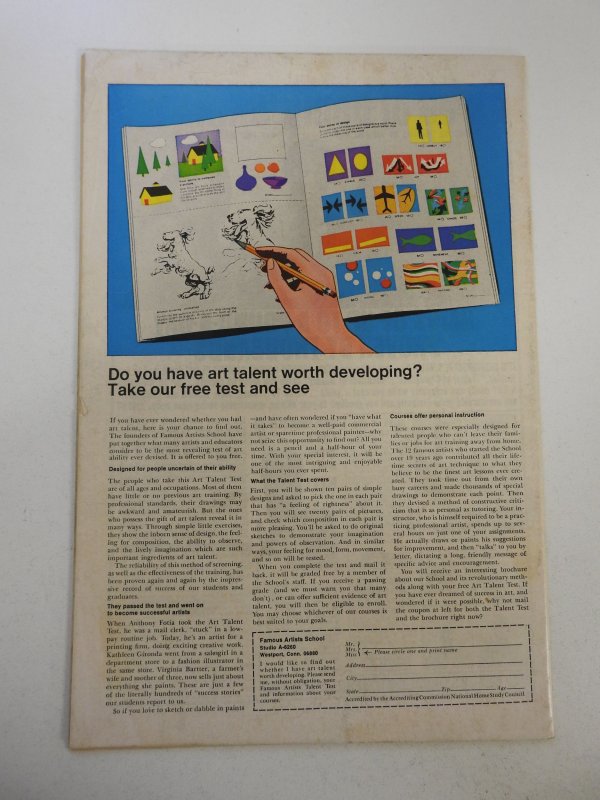 Do you have art talent worth developing?
Take our free test and see
If you have ever wondered whether you had
art talent, here is your chance to find out.
The founders of Famous Artists School have
put together what many artists and educators
consider to be the most revealing test of art
ability ever devised. It is offered to you free.
Designed for people uncertain of their ability
The people who take this Art Talent Test
are of all ages and occupations. Most of them
have little or no previous art training. By
professional standards, their drawings may
be awkward and amateurish. But the ones
who possess the gift of art talent reveal it in
many ways. Through simple little exercises,
they show the inborn sense of design, the feel-
ing for composition, the ability to observe,
and the lively imagination which are such
important ingredients of art talent.
The reliability of this method of screening,
as well as the effectiveness of the training, has
been proven again and again by the impres-
sive record of success of our students and
graduates.
They passed the test and went on
to become successful artists
When Anthony Fotia took the Art Talent
Test, he was a mail clerk, "stuck" in a low-
pay routine job. Today, he's an artist for a
printing firm, doing exciting creative work.
Kathleen Gironda went from a salesgirl in a
department store to a fashion illustrator in
the same store. Virginia Bartter, a farmer's
wife and mother of three, now sells just about
everything she paints. These are just a few
of the literally hundreds of "success stories"
our students report to us.
So if you love to sketch or dabble in paints
—and have often wondered if you "have what
it takes" to become a well-paid commercial
artist or sparetime professional painter—why
not seize this opportunity to find out? All you
need is a pencil and a half-hour of your
time. With your special interest, it will be
one of the most intriguing and enjoyable
half-hours you ever spent.
What the Talent Test covers
First, you will be shown ten pairs of simple
designs and asked to pick the one in each pair
that has "a feeling of rightness" about it.
Then you will see twenty pairs of pictures,
and check which composition in each pair is
more pleasing. You'll be asked to do original
sketches to demonstrate your imagination
and powers of observation. And in similar
ways, your feeling for mood, form, movement,
and so on will be tested.
When you complete the test and mail it
back, it will be graded free by a member of
the School's staff. If you receive a passing
grade (and we must warn you that many
don't), or can offer sufficient evidence of art
talent, you will then be eligible to enroll.
You may choose whichever of our courses is
best suited to your goals.
Courses offer personal instruction
These courses were especially designed for
talented people who can't leave their fami-
lies or jobs for art training away from home.
The 12 famous artists who started the School
over 19 years ago contributed all their life-
time secrets of art technique to what they
believe to be the finest art lessons ever cre-
ated. They took time out from their own
busy careers and made thousands of special
drawings to demonstrate each point. Then
they devised a method of constructive criti-
cism that is as personal as tutoring. Your in-
structor, who is himself required to be a prac-
ticing professional artist, spends up to sev-
eral hours on just one of your assignments.
He actually draws or paints his suggestions
for improvement, and then "talks" to you by
letter, dictating a long, friendly message of
specific advice and encouragement.
You will receive an interesting brochure
about our School and its revolutionary meth-
ods along with your free Art Talent Test. If
you have ever dreamed of success in art, and
wondered if it were possible, why not mail
the coupon at left for both the Talent Test
and the brochure right now?
Famous Artists School
Studio A-6260
Westport, Conn. 06880
I would like to find out
whether I have art talent
worth developing. Please send
me, without obligation, your
Famous Artists Talent Test
and information about your
courses.
Mr.
Mrs.
Miss
← Please circle one and print name
Address
City
State Zip Age
Accredited by the Accrediting Commission National Home Study Council